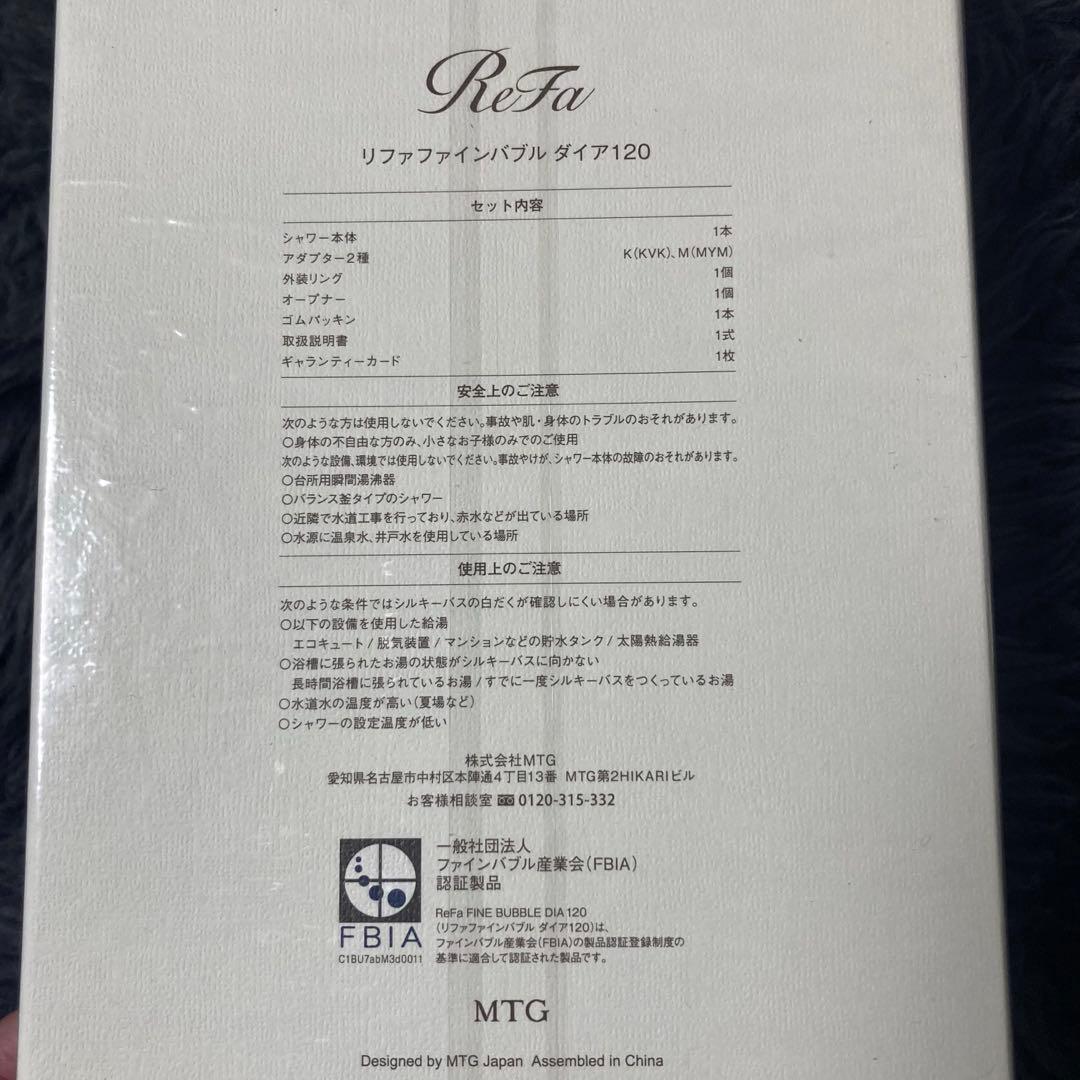 ReFa
リファファインバブル ダイア120
セット内容
シャワー本体 1本
アダプター2種 K(KVK)、M(MYM)
外装リング 1個
オープナー 1個
ゴムパッキン 1本
取扱説明書 1式
ギャランティーカード 1枚
安全上のご注意
次のような方は使用しないでください。事故や肌・身体のトラブルのおそれがあります。
○身体の不自由な方のみ、小さなお子様のみでのご使用
次のような設備、環境では使用しないでください。事故やけが、シャワー本体の故障のおそれがあります。
○台所用瞬間湯沸器
○バランス釜タイプのシャワー
○近隣で水道工事を行っており、赤水などが出ている場所
○水源に温泉水、井戸水を使用している場所
使用上のご注意
次のような条件ではシルキーバスの白だくが確認しにくい場合があります。
○以下の設備を使用した給湯
エコキュート / 脱気装置 / マンションなどの貯水タンク / 太陽熱給湯器
○浴槽に張られたお湯の状態がシルキーバスに向かない
長時間浴槽に張られているお湯 / すでに一度シルキーバスをつくっているお湯
○水道水の温度が高い(夏場など)
○シャワーの設定温度が低い
株式会社MTG
愛知県名古屋市中村区本陣通4丁目13番 MTG第2HIKARIビル
お客様相談室 0120-315-332
一般社団法人
ファインバブル産業会(FBIA)
認証製品
ReFa FINE BUBBLE DIA 120
(リファファインバブル ダイア120)は、
ファインバブル産業会(FBIA)の製品認証登録制度の
基準に適合して認証された製品です。
FBIA
C1BU7abM3d0011
MTG
Designed by MTG Japan Assembled in China